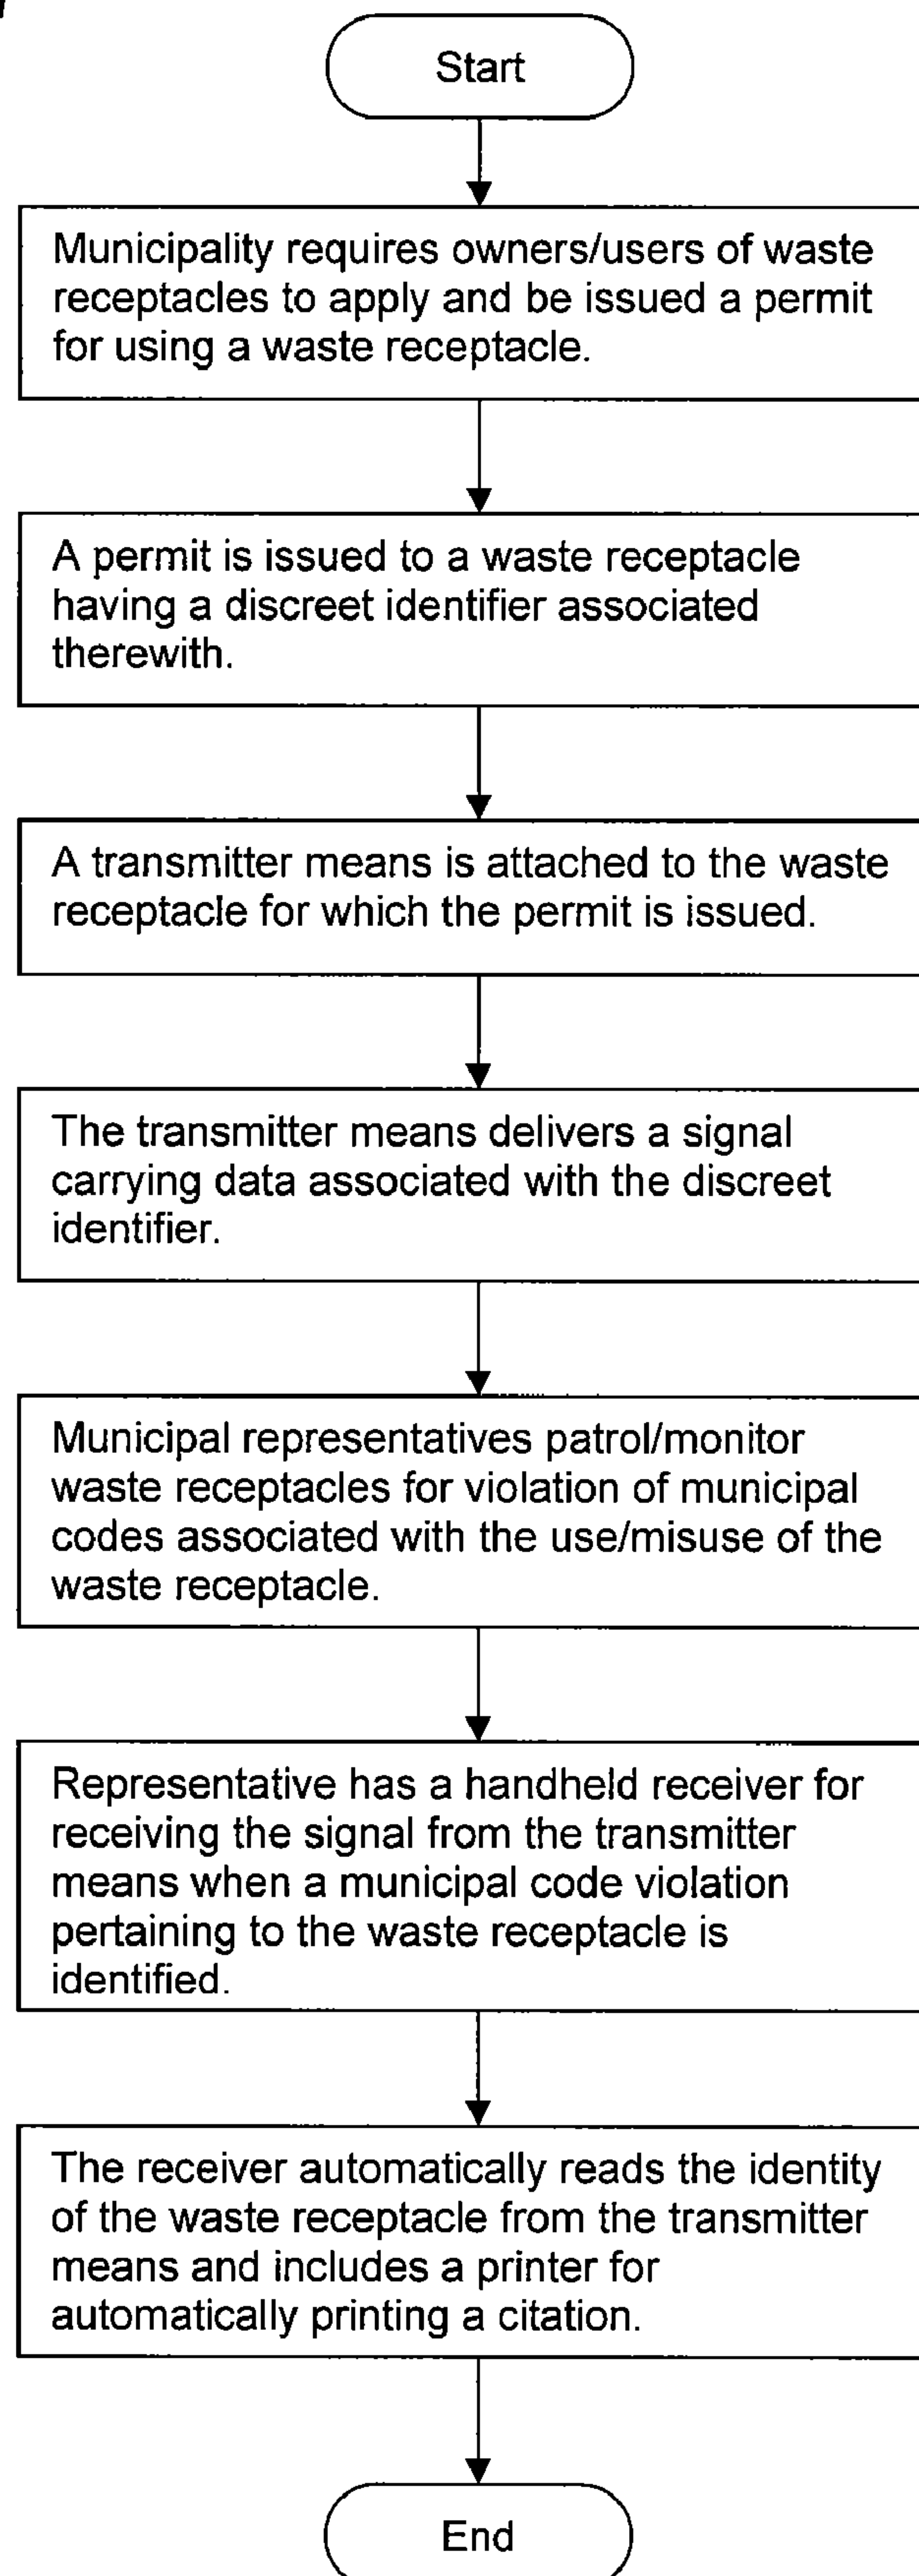 Start
Municipality requires owners/users of waste
receptacles to apply and be issued a permit
for using a waste receptacle.
A permit is issued to a waste receptacle
having a discreet identifier associated
therewith.
A transmitter means is attached to the waste
receptacle for which the permit is issued.
The transmitter means delivers a signal
carrying data associated with the discreet
identifier.
Municipal representatives patrol/monitor
waste receptacles for violation of municipal
codes associated with the use/misuse of the
waste receptacle.
Representative has a handheld receiver for
receiving the signal from the transmitter
means when a municipal code violation
pertaining to the waste receptacle is
identified.
The receiver automatically reads the identity
of the waste receptacle from the transmitter
means and includes a printer for
automatically printing a citation.
End